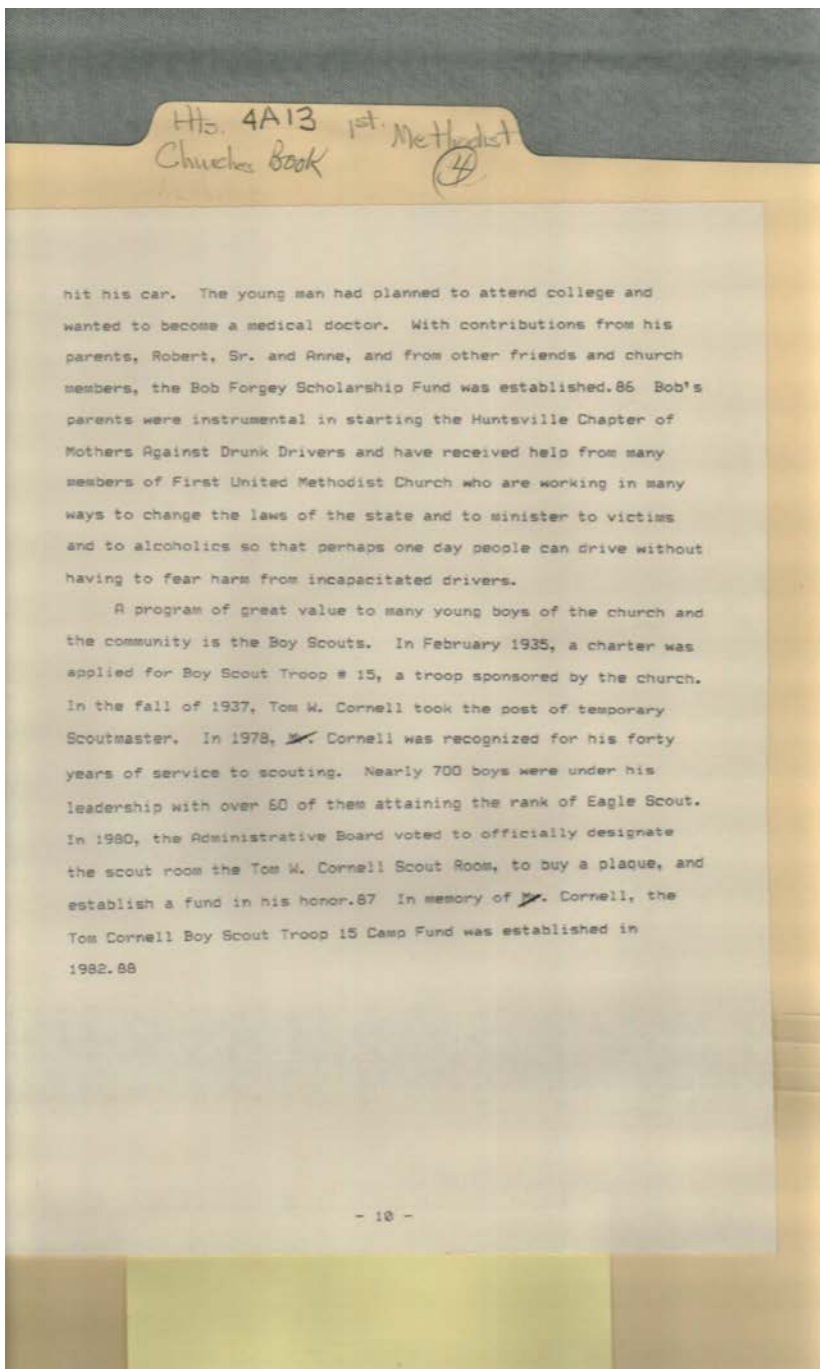 Hts. 4A13 1st. Methodist
Churches Book 4
hit his car. The young man had planned to attend college and
wanted to become a medical doctor. With contributions from his
parents, Robert, Sr. and Anne, and from other friends and church
members, the Bob Forgey Scholarship Fund was established.86 Bob's
parents were instrumental in starting the Huntsville Chapter of
Mothers Against Drunk Drivers and have received help from many
members of First United Methodist Church who are working in many
ways to change the laws of the state and to minister to victims
and to alcoholics so that perhaps one day people can drive without
having to fear harm from incapacitated drivers.
A program of great value to many young boys of the church and
the community is the Boy Scouts. In February 1935, a charter was
applied for Boy Scout Troop # 15, a troop sponsored by the church.
In the fall of 1937, Tom W. Cornell took the post of temporary
Scoutmaster. In 1978, Mr. Cornell was recognized for his forty
years of service to scouting. Nearly 700 boys were under his
leadership with over 60 of them attaining the rank of Eagle Scout.
In 1980, the Administrative Board voted to officially designate
the scout room the Tom W. Cornell Scout Room, to buy a plaque, and
establish a fund in his honor.87 In memory of Mr. Cornell, the
Tom Cornell Boy Scout Troop 15 Camp Fund was established in
1982.88
- 10 -